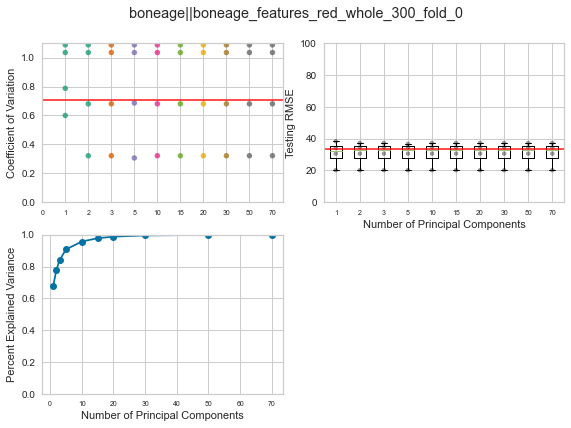 boneage||boneage_features_red_whole_300_fold_0
Coefficient of Variation
1.0
0.8
0.6
0.4
0.2
0.0
0 1 2 3 5 10 15 20 30 50 70
Testing RMSE
100
80
60
40
20
0
1 2 3 5 10 15 20 30 50 70
Number of Principal Components
Percent Explained Variance
1.0
0.8
0.6
0.4
0.2
0.0
0 10 20 30 40 50 60 70
Number of Principal Components